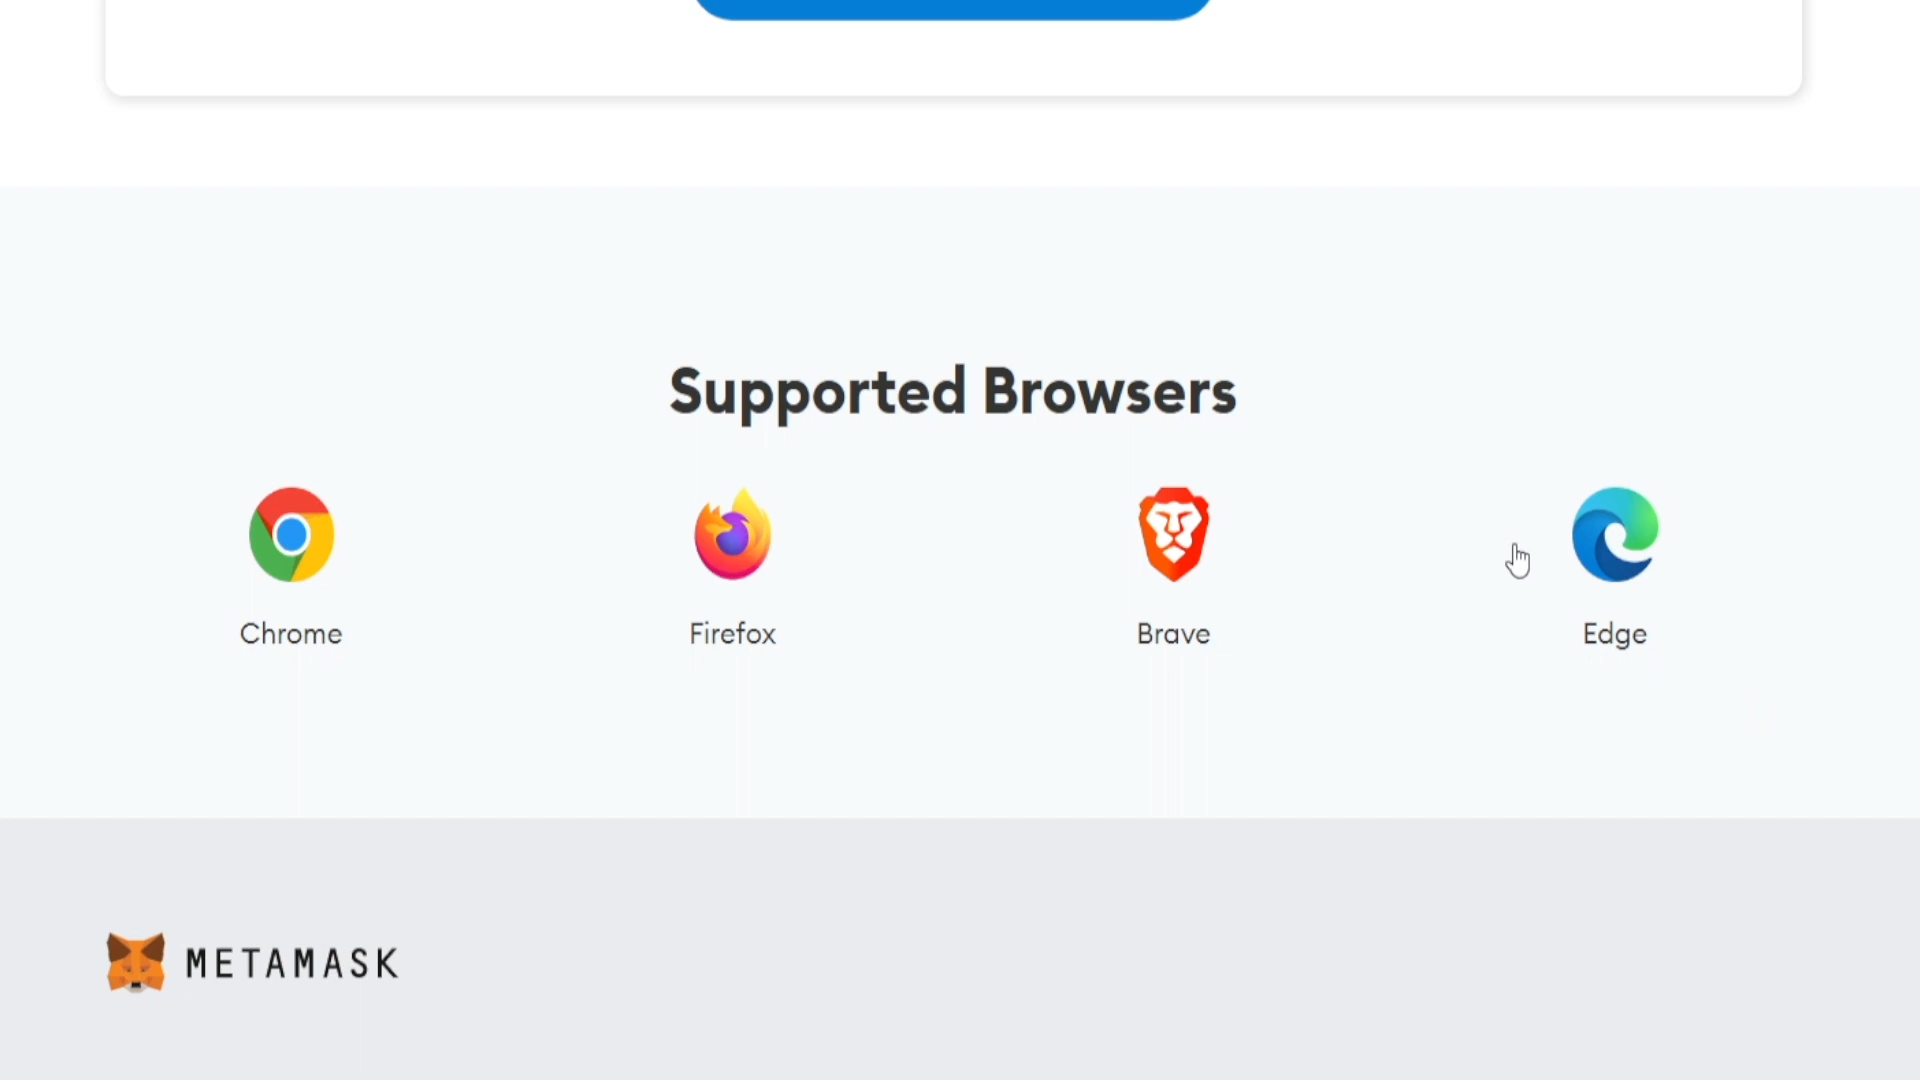 Supported Browsers
Chrome
Firefox
Brave
Edge
METAMASK